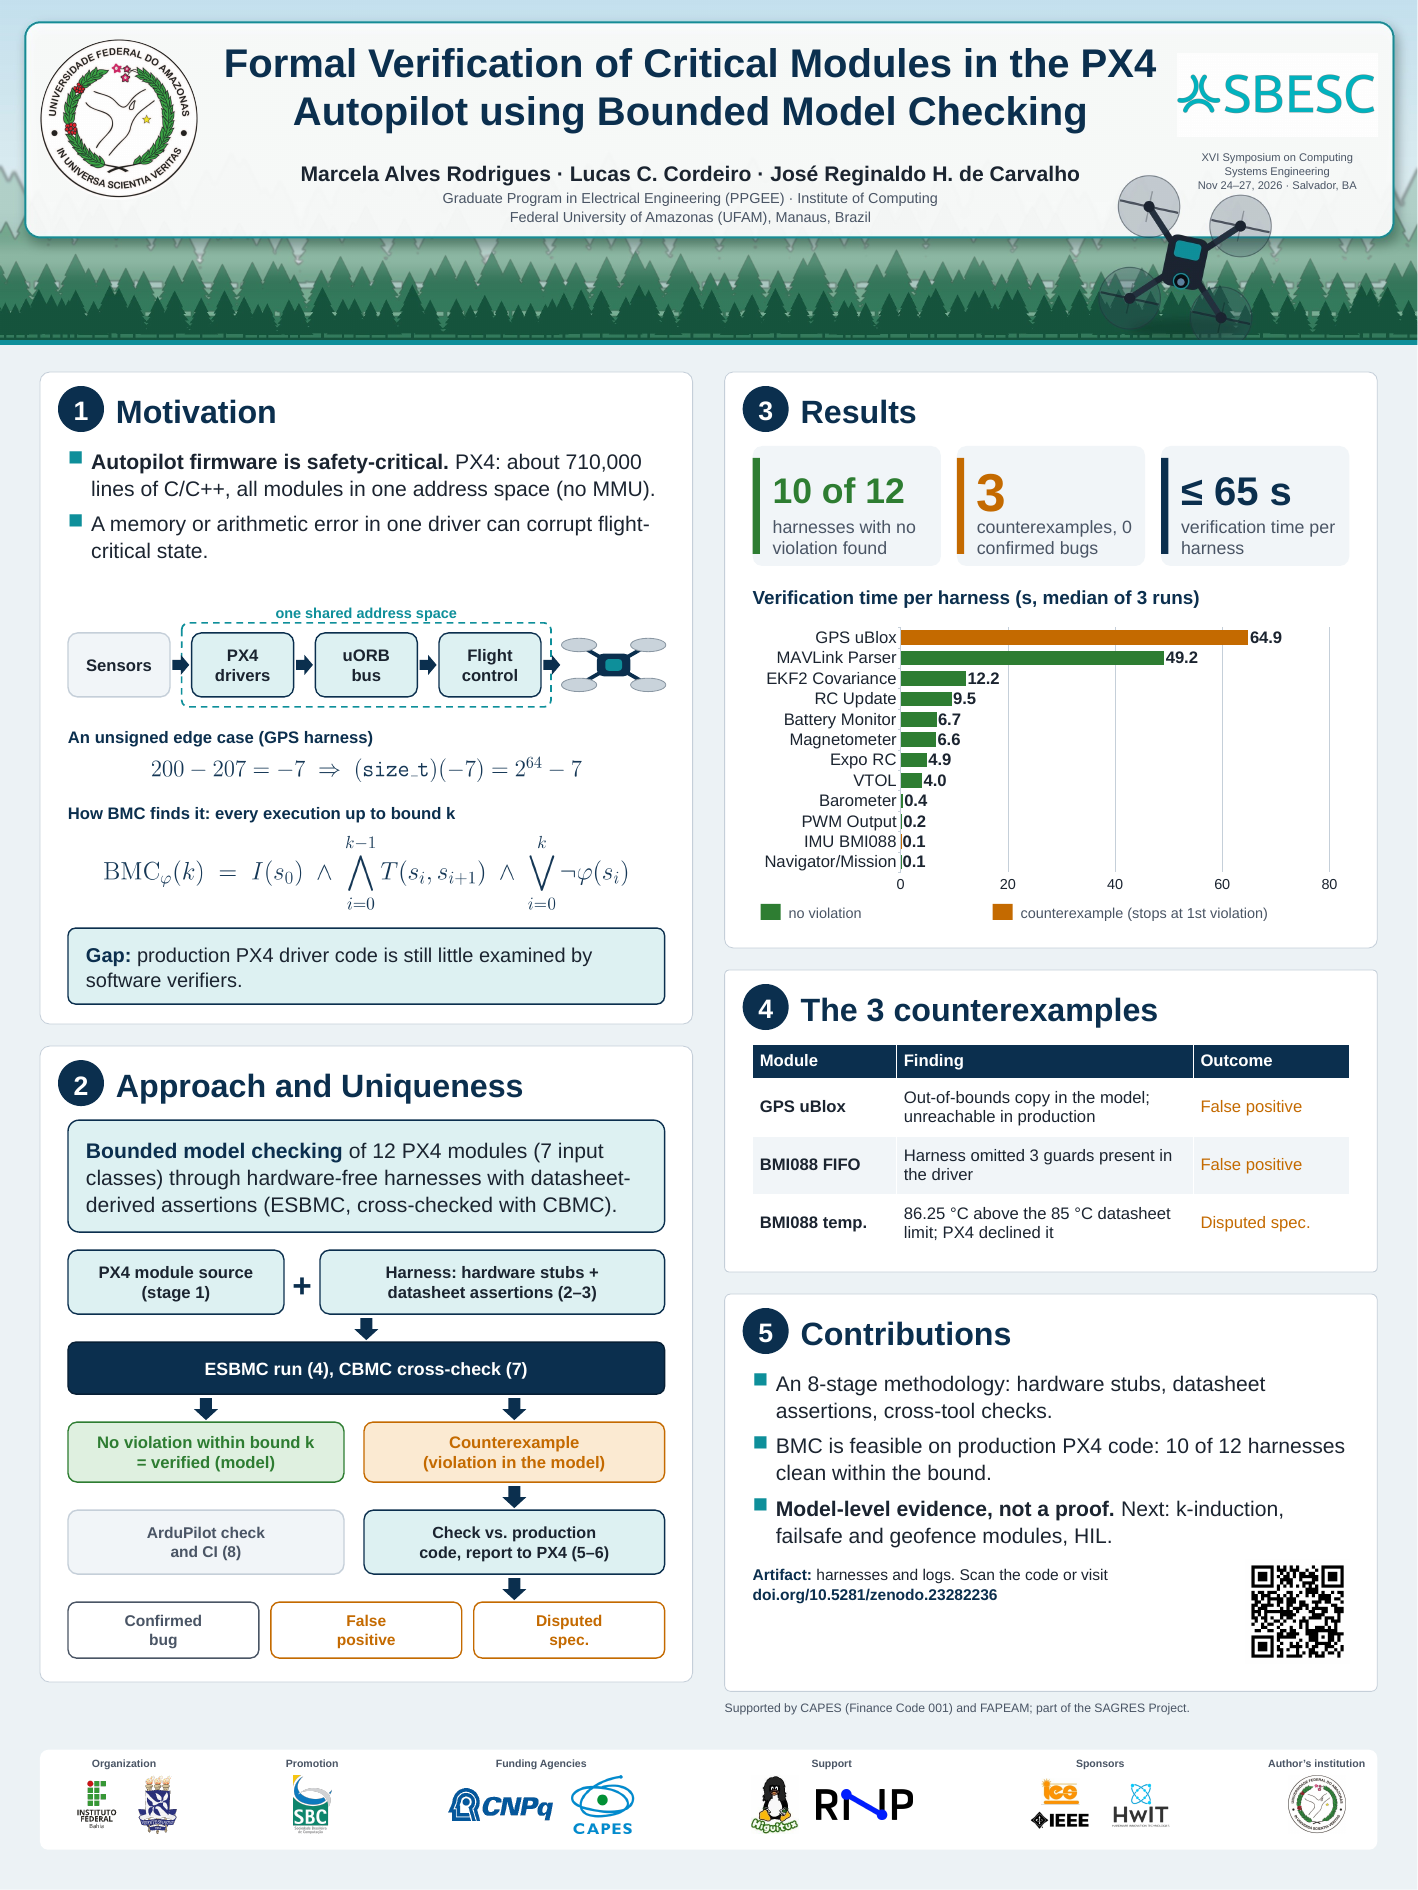 UNIVERSIDADE FEDERAL DO AMAZONAS
IN UNIVERSA SCIENTIA VERITAS
Formal Verification of Critical Modules in the PX4
Autopilot using Bounded Model Checking
Marcela Alves Rodrigues · Lucas C. Cordeiro · José Reginaldo H. de Carvalho
Graduate Program in Electrical Engineering (PPGEE) · Institute of Computing
Federal University of Amazonas (UFAM), Manaus, Brazil
SBESC
XVI Symposium on Computing
Systems Engineering
Nov 24–27, 2026 · Salvador, BA
1 Motivation
Autopilot firmware is safety-critical. PX4: about 710,000
lines of C/C++, all modules in one address space (no MMU).
A memory or arithmetic error in one driver can corrupt flight-
critical state.
one shared address space
Sensors
PX4
drivers
uORB
bus
Flight
control
An unsigned edge case (GPS harness)
200 − 207 = −7 ⇒ (size_t)(−7) = 2^64 − 7
How BMC finds it: every execution up to bound k
BMC_φ(k) = I(s_0) ∧ ⋀_{i=0}^{k−1} T(s_i, s_{i+1}) ∧ ⋁_{i=0}^{k} ¬φ(s_i)
Gap: production PX4 driver code is still little examined by
software verifiers.
2 Approach and Uniqueness
Bounded model checking of 12 PX4 modules (7 input
classes) through hardware-free harnesses with datasheet-
derived assertions (ESBMC, cross-checked with CBMC).
PX4 module source
(stage 1)
+
Harness: hardware stubs +
datasheet assertions (2–3)
ESBMC run (4), CBMC cross-check (7)
No violation within bound k
= verified (model)
Counterexample
(violation in the model)
ArduPilot check
and CI (8)
Check vs. production
code, report to PX4 (5–6)
Confirmed
bug
False
positive
Disputed
spec.
3 Results
10 of 12
harnesses with no
violation found
3
counterexamples, 0
confirmed bugs
≤ 65 s
verification time per
harness
Verification time per harness (s, median of 3 runs)
GPS uBlox 64.9
MAVLink Parser 49.2
EKF2 Covariance 12.2
RC Update 9.5
Battery Monitor 6.7
Magnetometer 6.6
Expo RC 4.9
VTOL 4.0
Barometer 0.4
PWM Output 0.2
IMU BMI088 0.1
Navigator/Mission 0.1
0 20 40 60 80
no violation
counterexample (stops at 1st violation)
4 The 3 counterexamples
Module Finding Outcome
GPS uBlox
Out-of-bounds copy in the model;
unreachable in production
False positive
BMI088 FIFO
Harness omitted 3 guards present in
the driver
False positive
BMI088 temp.
86.25 °C above the 85 °C datasheet
limit; PX4 declined it
Disputed spec.
5 Contributions
An 8-stage methodology: hardware stubs, datasheet
assertions, cross-tool checks.
BMC is feasible on production PX4 code: 10 of 12 harnesses
clean within the bound.
Model-level evidence, not a proof. Next: k-induction,
failsafe and geofence modules, HIL.
Artifact: harnesses and logs. Scan the code or visit
doi.org/10.5281/zenodo.23282236
Supported by CAPES (Finance Code 001) and FAPEAM; part of the SAGRES Project.
Organization
INSTITUTO
FEDERAL
Bahia
Promotion
SBC
Funding Agencies
CNPq
CAPES
Support
Higuitux
Sponsors
IEEE
HwIT
Author's institution